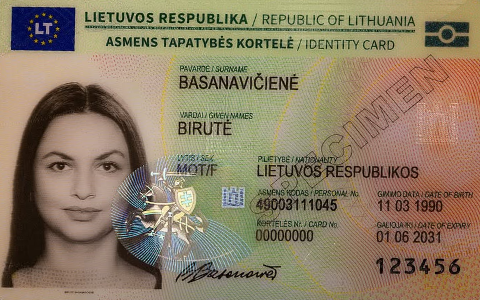 LT
LIETUVOS RESPUBLIKA / REPUBLIC OF LITHUANIA
ASMENS TAPATYBĖS KORTELĖ / IDENTITY CARD
PAVARDĖ / SURNAME
BASANAVIČIENĖ
VARDAI / GIVEN NAMES
BIRUTĖ
LYTIS / SEX PILIETYBĖ / NATIONALITY
MOT/F LIETUVOS RESPUBLIKOS
ASMENS KODAS / PERSONAL No. GIMIMO DATA / DATE OF BIRTH
49003111045 11 03 1990
KORTELĖS NR. / CARD No. GALIOJA IKI / DATE OF EXPIRY
00000000 01 06 2031
123456
SPECIMEN